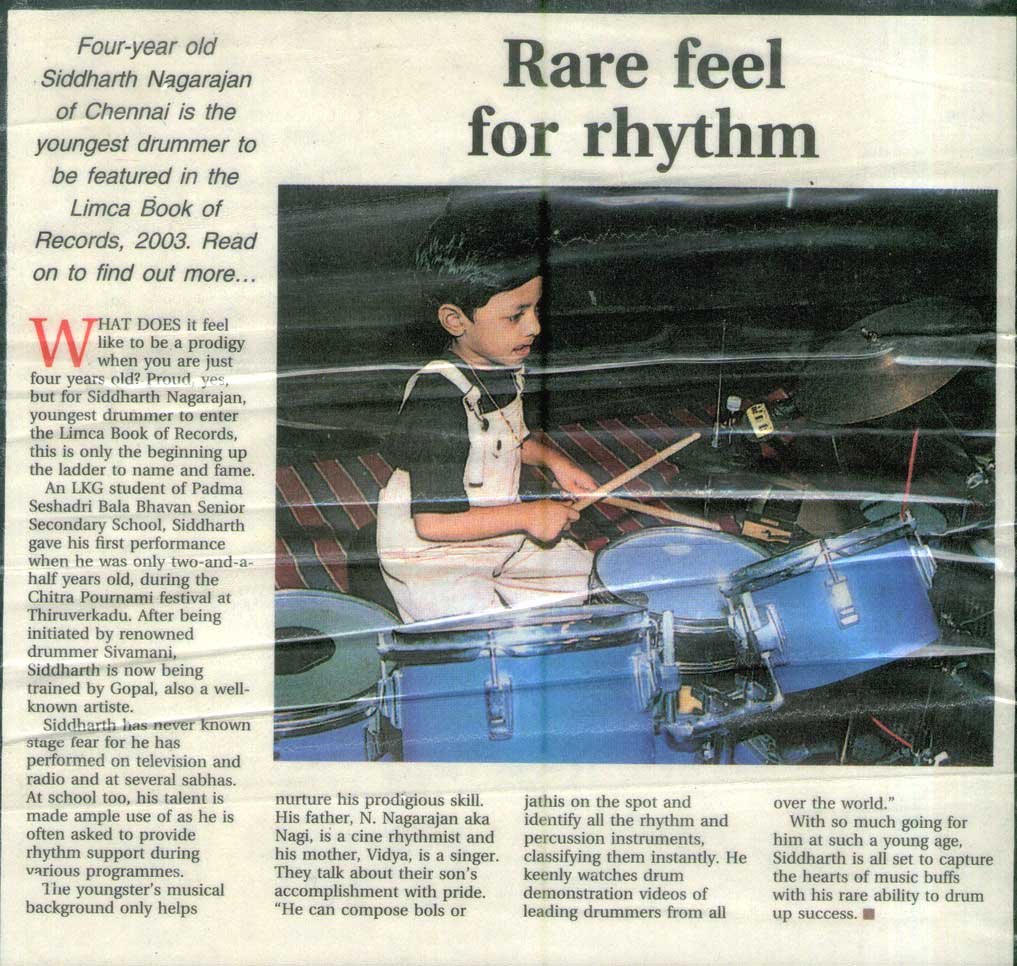 Four-year old
Siddharth Nagarajan
of Chennai is the
youngest drummer to
be featured in the
Limca Book of
Records, 2003. Read
on to find out more...
Rare feel
for rhythm
WHAT DOES it feel
like to be a prodigy
when you are just
four years old? Proud, yes,
but for Siddharth Nagarajan,
youngest drummer to enter
the Limca Book of Records,
this is only the beginning up
the ladder to name and fame.
An LKG student of Padma
Seshadri Bala Bhavan Senior
Secondary School, Siddharth
gave his first performance
when he was only two-and-a-
half years old, during the
Chitra Pournami festival at
Thiruverkadu. After being
initiated by renowned
drummer Sivamani,
Siddharth is now being
trained by Gopal, also a well-
known artiste.
Siddharth has never known
stage fear for he has
performed on television and
radio and at several sabhas.
At school too, his talent is
made ample use of as he is
often asked to provide
rhythm support during
various programmes.
The youngster's musical
background only helps
nurture his prodigious skill.
His father, N. Nagarajan aka
Nagi, is a cine rhythmist and
his mother, Vidya, is a singer.
They talk about their son's
accomplishment with pride.
"He can compose bols or
jathis on the spot and
identify all the rhythm and
percussion instruments,
classifying them instantly. He
keenly watches drum
demonstration videos of
leading drummers from all
over the world."
With so much going for
him at such a young age,
Siddharth is all set to capture
the hearts of music buffs
with his rare ability to drum
up success.